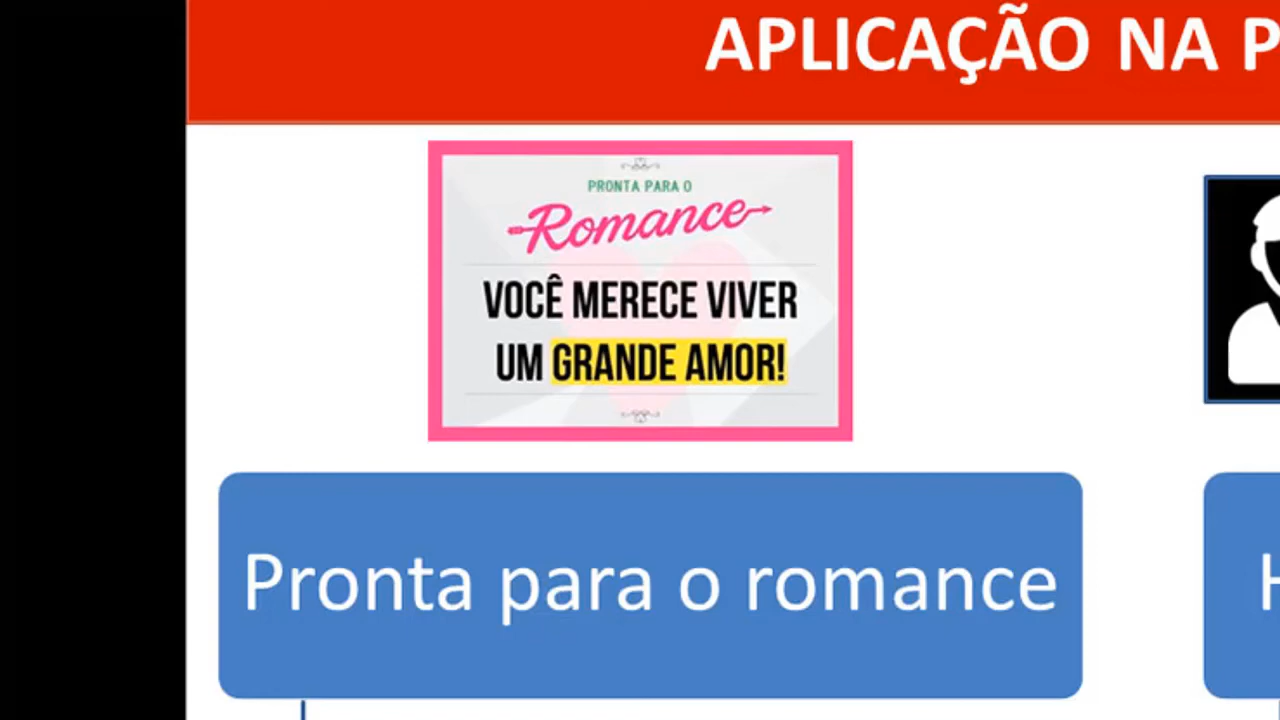 APLICAÇÃO NA P
PRONTA PARA O
Romance
VOCÊ MERECE VIVER
UM GRANDE AMOR!
Pronta para o romance
H